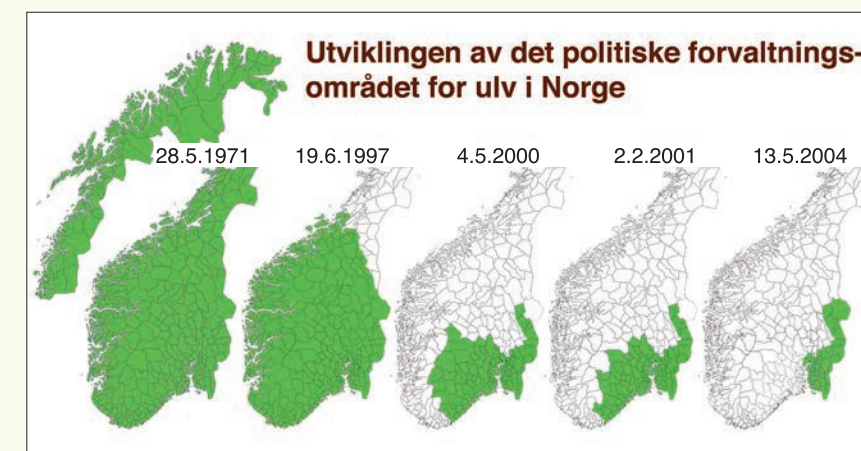 Utviklingen av det politiske forvaltnings-
området for ulv i Norge
28.5.1971 19.6.1997 4.5.2000 2.2.2001 13.5.2004